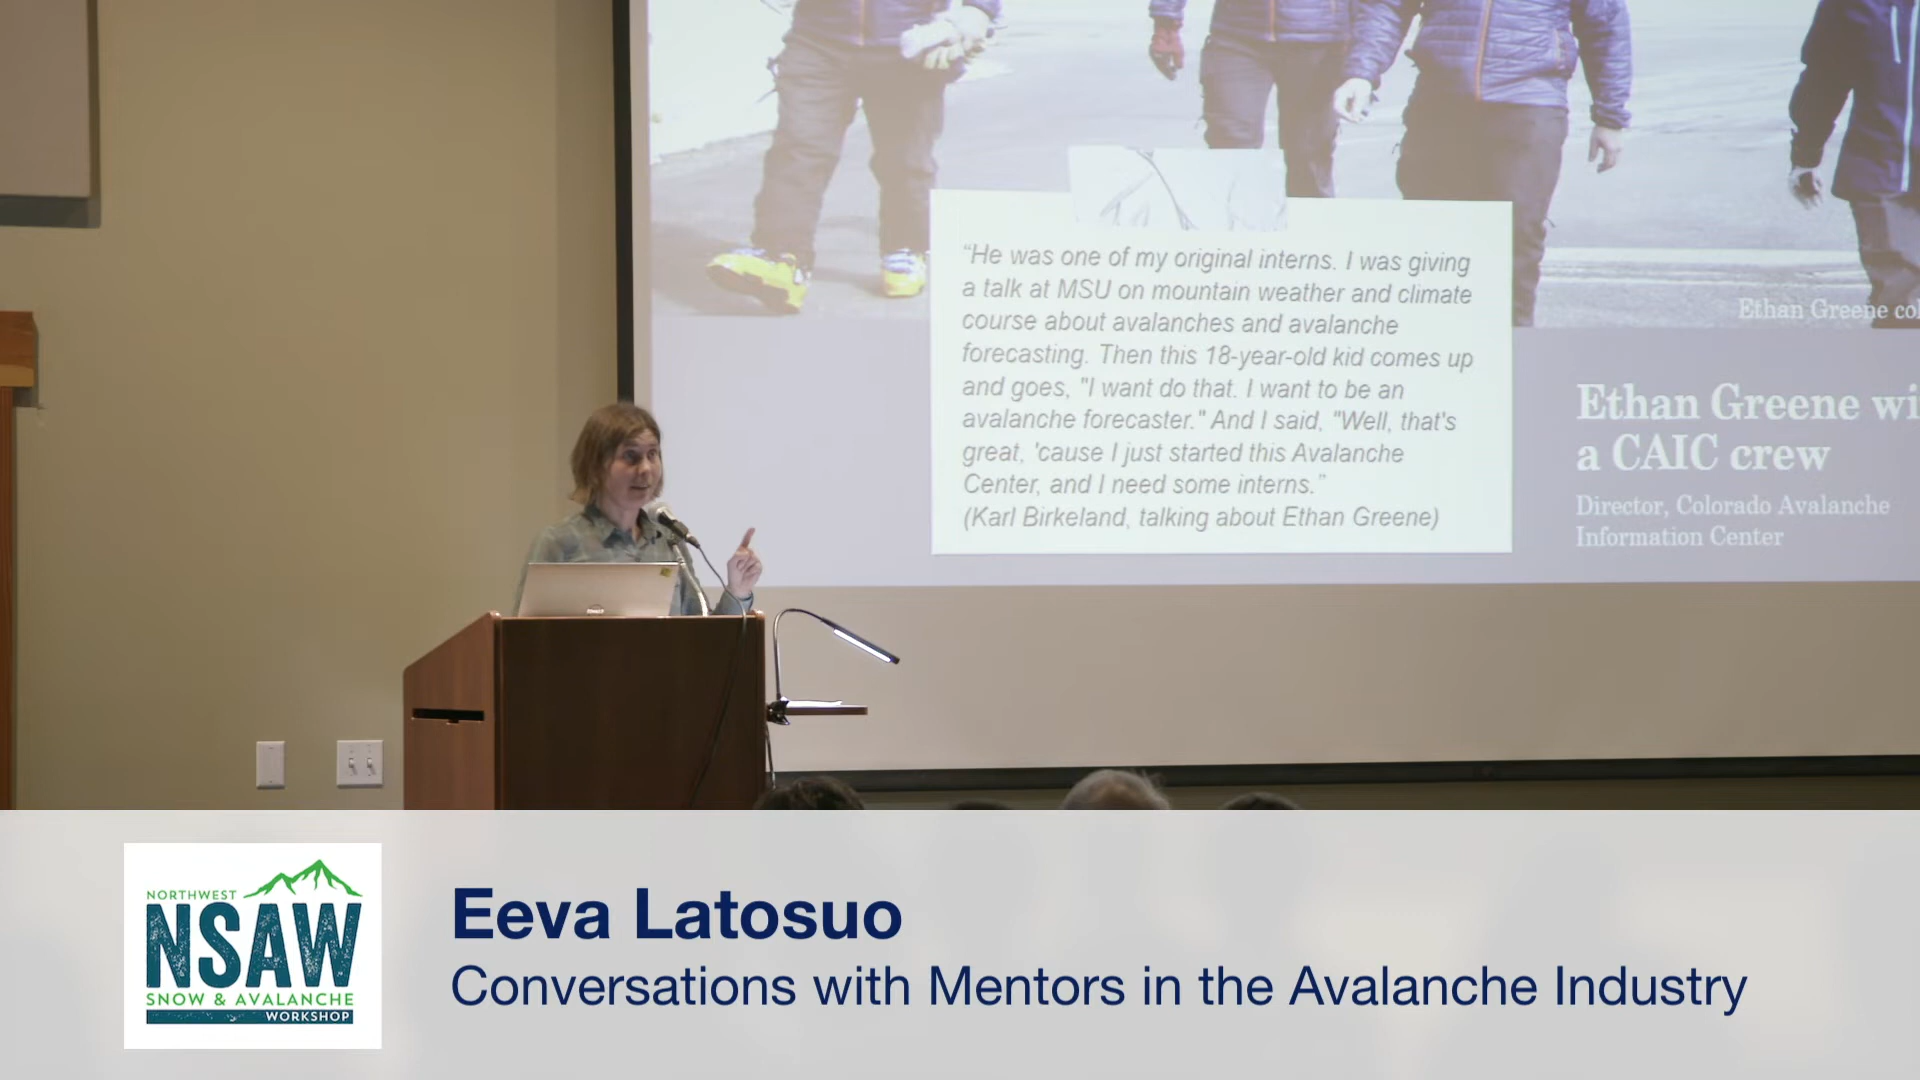 “He was one of my original interns. I was giving
a talk at MSU on mountain weather and climate
course about avalanches and avalanche
forecasting. Then this 18-year-old kid comes up
and goes, "I want do that. I want to be an
avalanche forecaster." And I said, "Well, that's
great, 'cause I just started this Avalanche
Center, and I need some interns.”
(Karl Birkeland, talking about Ethan Greene)
Ethan Greene
Ethan Greene
a CAIC crew
Director, Colorado Avalanche
Information Center
NORTHWEST
NSAW
SNOW & AVALANCHE
WORKSHOP
Eeva Latosuo
Conversations with Mentors in the Avalanche Industry